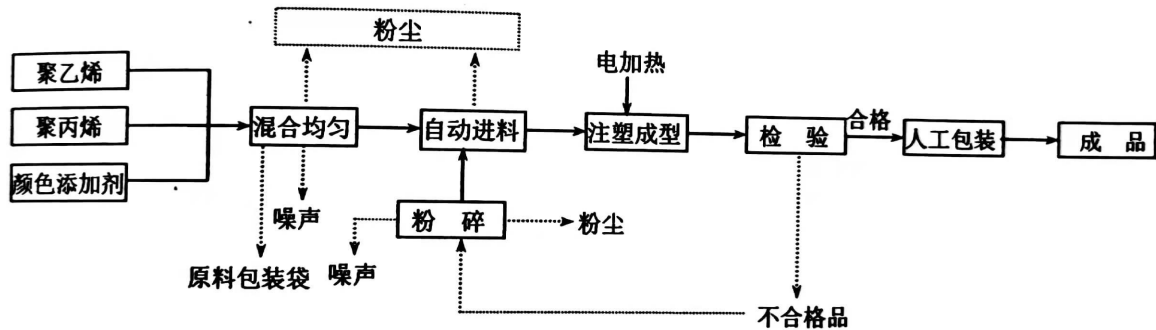 粉尘
电加热
聚乙烯
聚丙烯
颜色添加剂
混合均匀
自动进料
注塑成型
检 验
合格
人工包装
成 品
噪声
原料包装袋
噪声
粉 碎
粉尘
不合格品